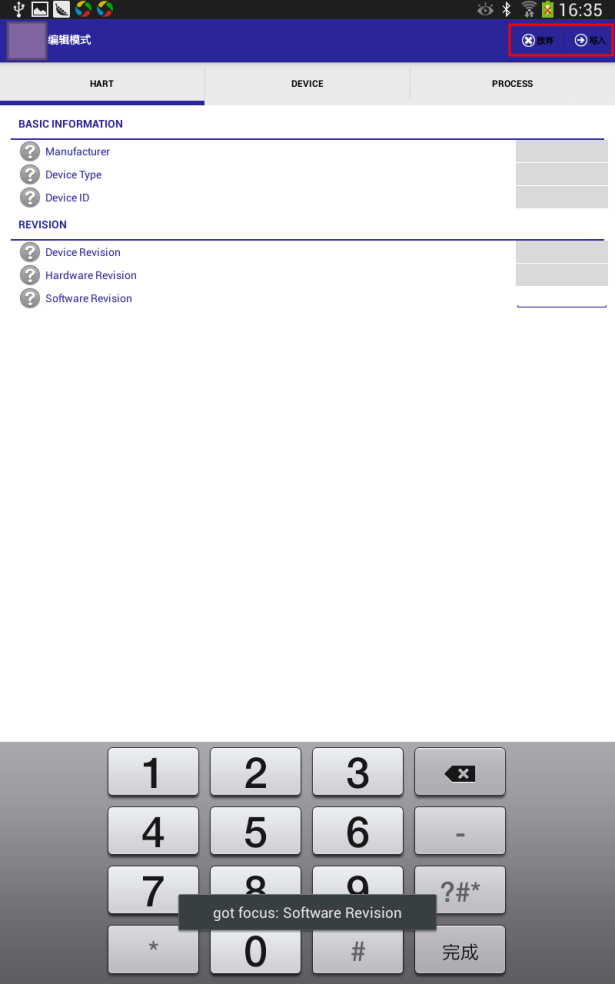 16:35
编辑模式
放弃 写入
HART DEVICE PROCESS
BASIC INFORMATION
Manufacturer
Device Type
Device ID
REVISION
Device Revision
Hardware Revision
Software Revision
1 2 3
4 5 6 -
7 8 9 ?#*
got focus: Software Revision
* 0 # 完成